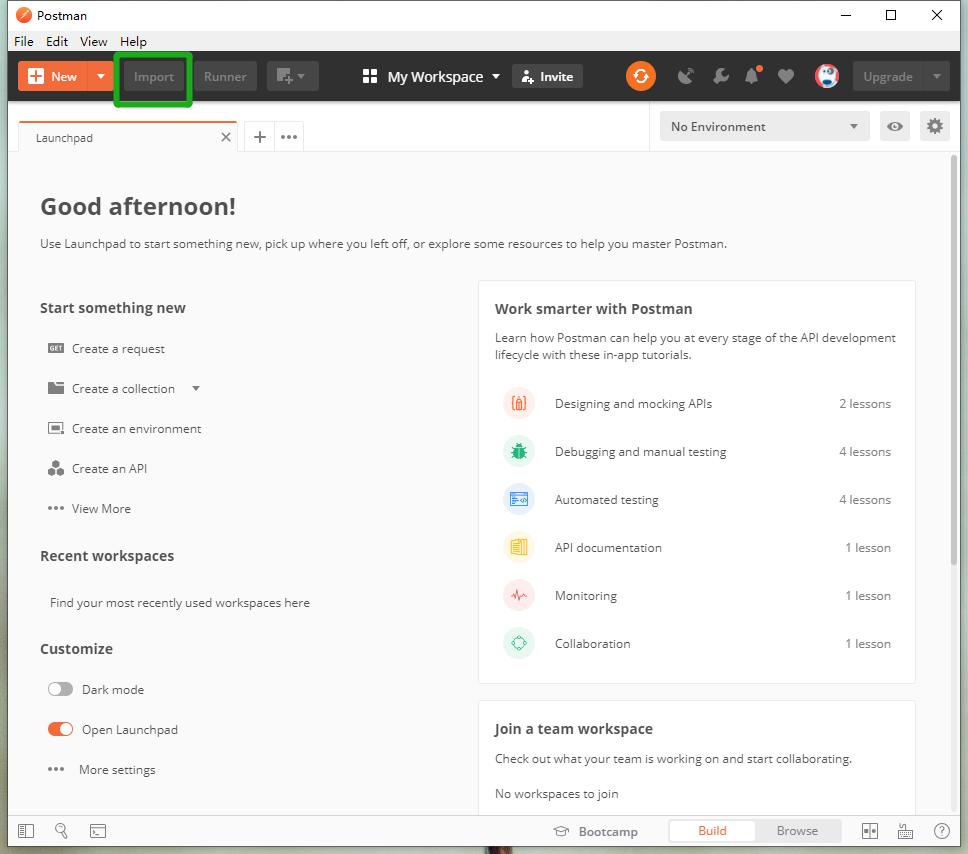 Postman
File Edit View Help
New Import Runner My Workspace Invite Upgrade
Launchpad No Environment
Good afternoon!
Use Launchpad to start something new, pick up where you left off, or explore some resources to help you master Postman.
Start something new
GET Create a request
Create a collection
Create an environment
Create an API
View More
Recent workspaces
Find your most recently used workspaces here
Customize
Dark mode
Open Launchpad
More settings
Work smarter with Postman
Learn how Postman can help you at every stage of the API development
lifecycle with these in-app tutorials.
Designing and mocking APIs 2 lessons
Debugging and manual testing 4 lessons
Automated testing 4 lessons
API documentation 1 lesson
Monitoring 1 lesson
Collaboration 1 lesson
Join a team workspace
Check out what your team is working on and start collaborating.
No workspaces to join
Bootcamp Build Browse